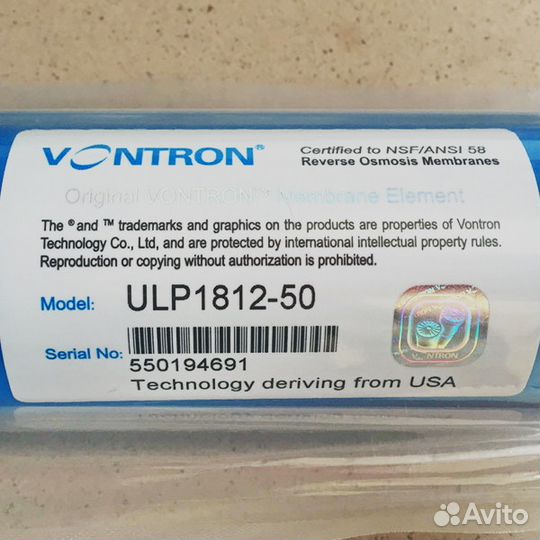 VONTRON®
Certified to NSF/ANSI 58
Reverse Osmosis Membranes
Original VONTRON™ Membrane Element
The ® and ™ trademarks and graphics on the products are properties of Vontron
Technology Co., Ltd, and are protected by international intellectual property rules.
Reproduction or copying without authorization is prohibited.
Model: ULP1812-50
Serial No: 550194691
Technology deriving from USA
VONTRON
Avito